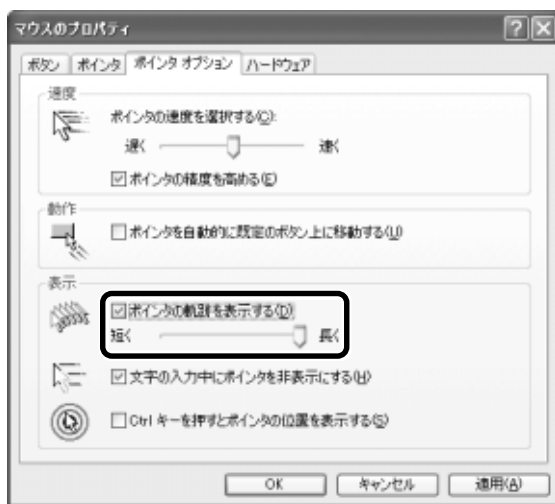 マウスのプロパティ
ボタン ポインタ ポインタ オプション ハードウェア
速度
ポインタの速度を選択する(C):
遅く 速く
ポインタの精度を高める(E)
動作
ポインタを自動的に既定のボタン上に移動する(U)
表示
ポインタの軌跡を表示する(D)
短く 長く
文字の入力中にポインタを非表示にする(H)
Ctrl キーを押すとポインタの位置を表示する(S)
OK キャンセル 適用(A)